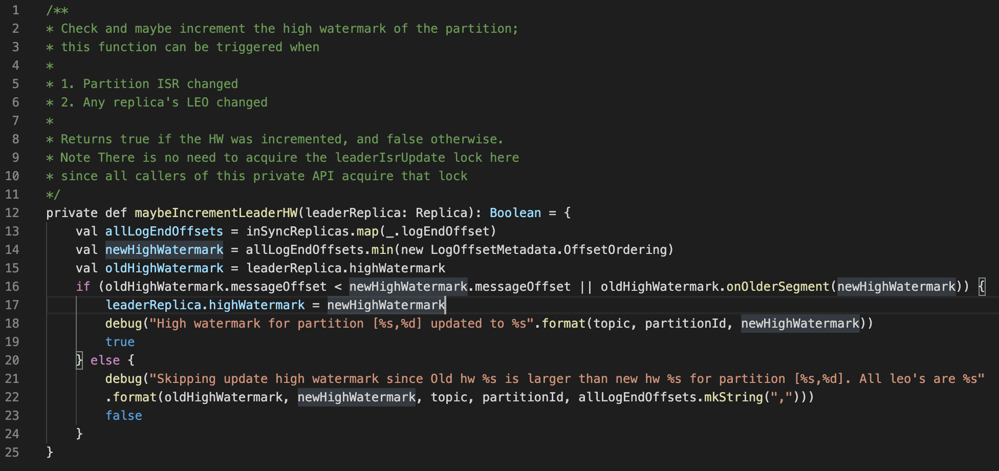 1 /**
2 * Check and maybe increment the high watermark of the partition;
3 * this function can be triggered when
4 *
5 * 1. Partition ISR changed
6 * 2. Any replica's LEO changed
7 *
8 * Returns true if the HW was incremented, and false otherwise.
9 * Note There is no need to acquire the leaderIsrUpdate lock here
10 * since all callers of this private API acquire that lock
11 */
12 private def maybeIncrementLeaderHW(leaderReplica: Replica): Boolean = {
13 val allLogEndOffsets = inSyncReplicas.map(_.logEndOffset)
14 val newHighWatermark = allLogEndOffsets.min(new LogOffsetMetadata.OffsetOrdering)
15 val oldHighWatermark = leaderReplica.highWatermark
16 if (oldHighWatermark.messageOffset < newHighWatermark.messageOffset || oldHighWatermark.onOlderSegment(newHighWatermark)) {
17 leaderReplica.highWatermark = newHighWatermark
18 debug("High watermark for partition [%s,%d] updated to %s".format(topic, partitionId, newHighWatermark))
19 true
20 } else {
21 debug("Skipping update high watermark since Old hw %s is larger than new hw %s for partition [%s,%d]. All leo's are %s"
22 .format(oldHighWatermark, newHighWatermark, topic, partitionId, allLogEndOffsets.mkString(",")))
23 false
24 }
25 }